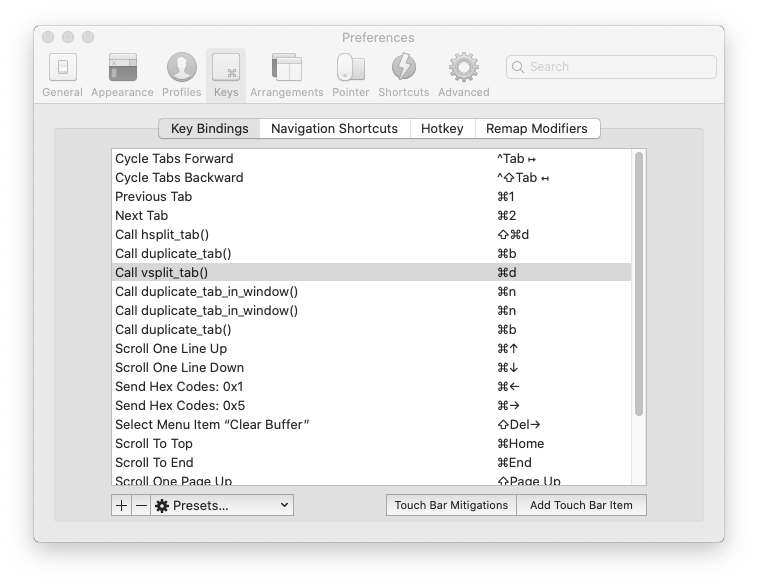 Preferences
General Appearance Profiles Keys Arrangements Pointer Shortcuts Advanced Search
Key Bindings Navigation Shortcuts Hotkey Remap Modifiers
Cycle Tabs Forward ^Tab ↦
Cycle Tabs Backward ^⇧Tab ↤
Previous Tab ⌘1
Next Tab ⌘2
Call hsplit_tab() ⇧⌘d
Call duplicate_tab() ⌘b
Call vsplit_tab() ⌘d
Call duplicate_tab_in_window() ⌘n
Call duplicate_tab_in_window() ⌘n
Call duplicate_tab() ⌘b
Scroll One Line Up ⌘↑
Scroll One Line Down ⌘↓
Send Hex Codes: 0x1 ⌘←
Send Hex Codes: 0x5 ⌘→
Select Menu Item “Clear Buffer” ⇧Del→
Scroll To Top ⌘Home
Scroll To End ⌘End
Scroll One Page Up ⇧Page Up
+ − Presets... Touch Bar Mitigations Add Touch Bar Item